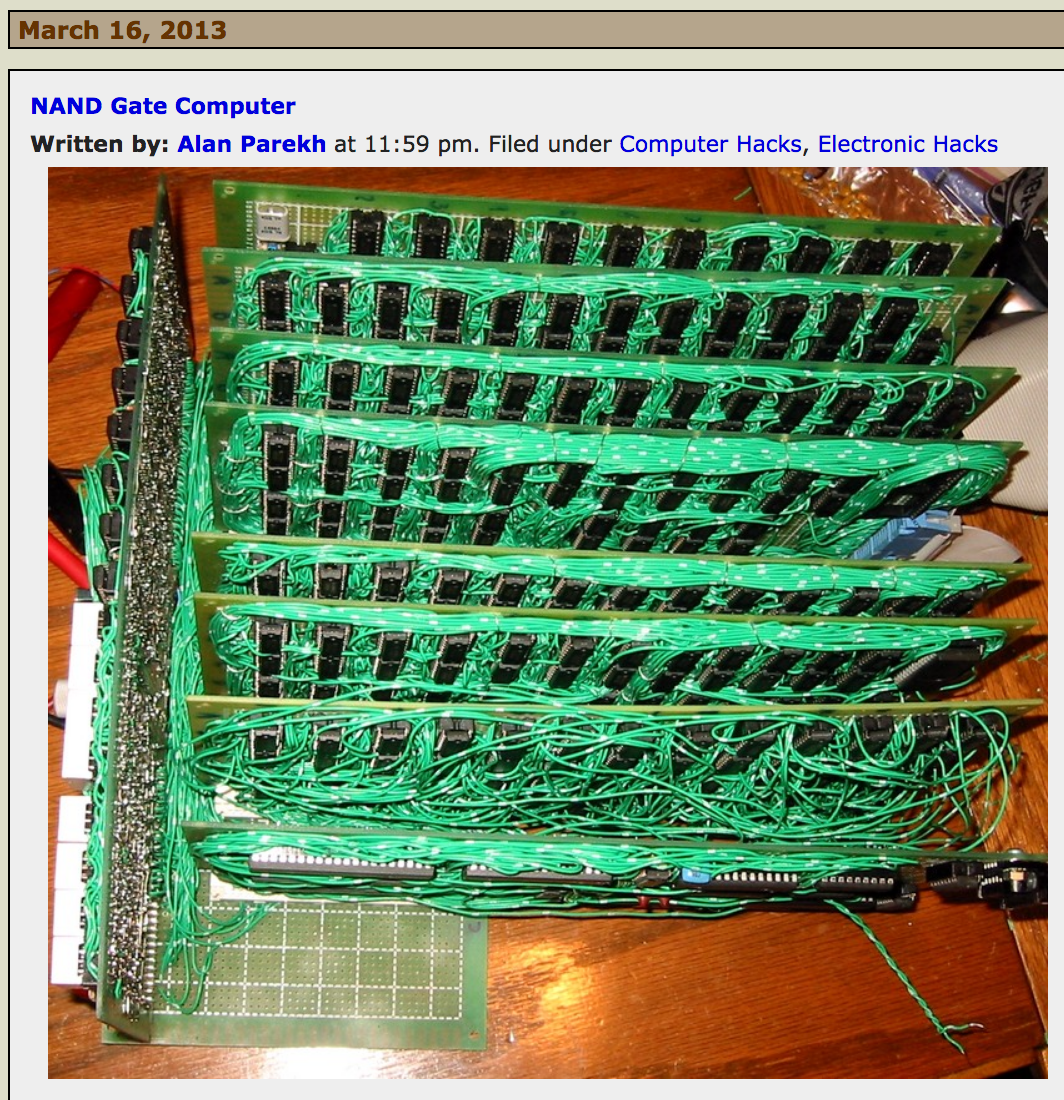 March 16, 2013
NAND Gate Computer
Written by: Alan Parekh at 11:59 pm. Filed under Computer Hacks, Electronic Hacks